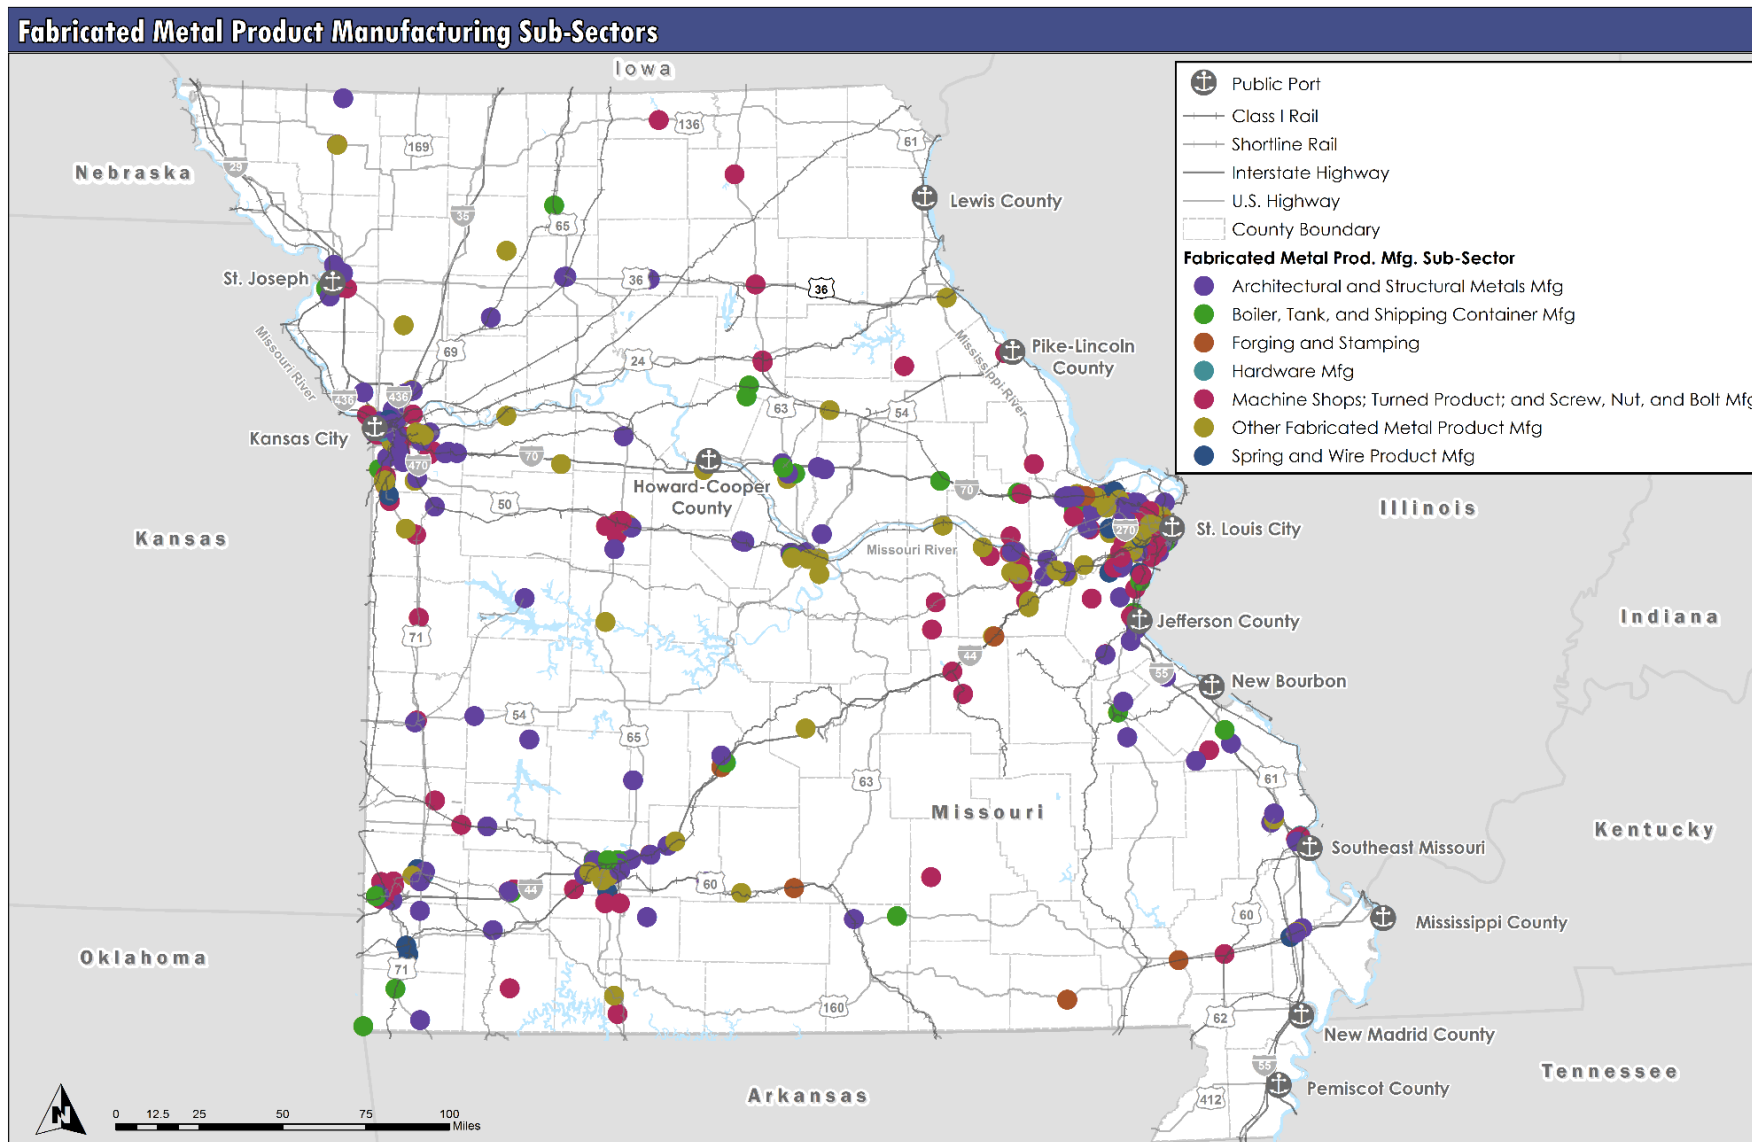 Fabricated Metal Product Manufacturing Sub-Sectors
Iowa
Public Port
Class I Rail
Shortline Rail
Interstate Highway
U.S. Highway
County Boundary
Fabricated Metal Prod. Mfg. Sub-Sector
Architectural and Structural Metals Mfg
Boiler, Tank, and Shipping Container Mfg
Forging and Stamping
Hardware Mfg
Machine Shops; Turned Product; and Screw, Nut, and Bolt Mfg
Other Fabricated Metal Product Mfg
Spring and Wire Product Mfg
136
169
61
29
Nebraska
Lewis County
35
65
St. Joseph
36
36
Missouri River
Mississippi River
Pike-Lincoln
County
69
24
436
435
63
54
Kansas City
70
470
Howard-Cooper
County
70
50
Illinois
Kansas
270
St. Louis City
Missouri River
71
Jefferson County
Indiana
44
55
New Bourbon
54
65
63
61
Missouri
Kentucky
Southeast Missouri
44
60
60
Mississippi County
Oklahoma
71
160
62
New Madrid County
55
Tennessee
Pemiscot County
Arkansas
412
N
0 12.5 25 50 75 100
Miles